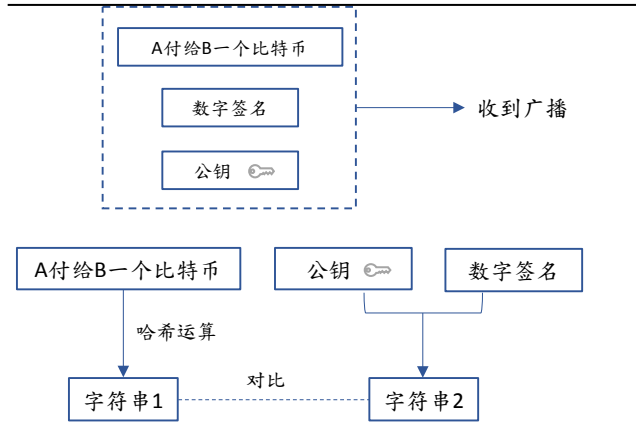 A付给B一个比特币
数字签名
收到广播
公钥
A付给B一个比特币
公钥
数字签名
哈希运算
对比
字符串1
字符串2